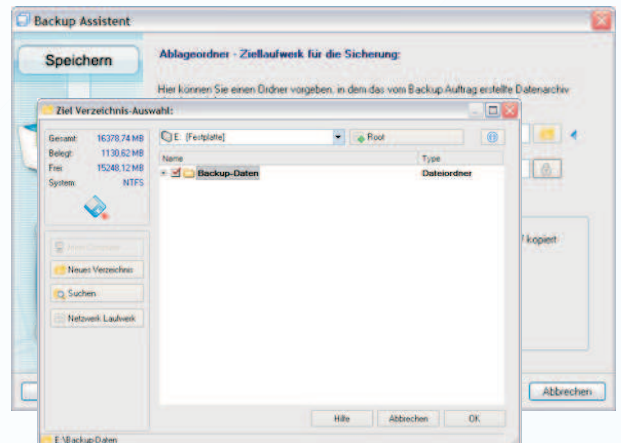 Backup Assistent
Speichern
Ablageordner - Ziellaufwerk für die Sicherung:
Hier können Sie einen Ordner vorgeben, in dem das vom Backup Auftrag erstellte Datenarchiv
Ziel Verzeichnis-Auswahl:
Gesamt: 16378,74 MB
Belegt: 1130,62 MB
Frei: 15248,12 MB
System: NTFS
E: [Festplatte]
Root
Name Type
Backup-Daten Dateiordner
kopiert
Neues Verzeichnis
Suchen
Netzwerk Laufwerk
Abbrechen
Hilfe Abbrechen OK
E:\Backup-Daten